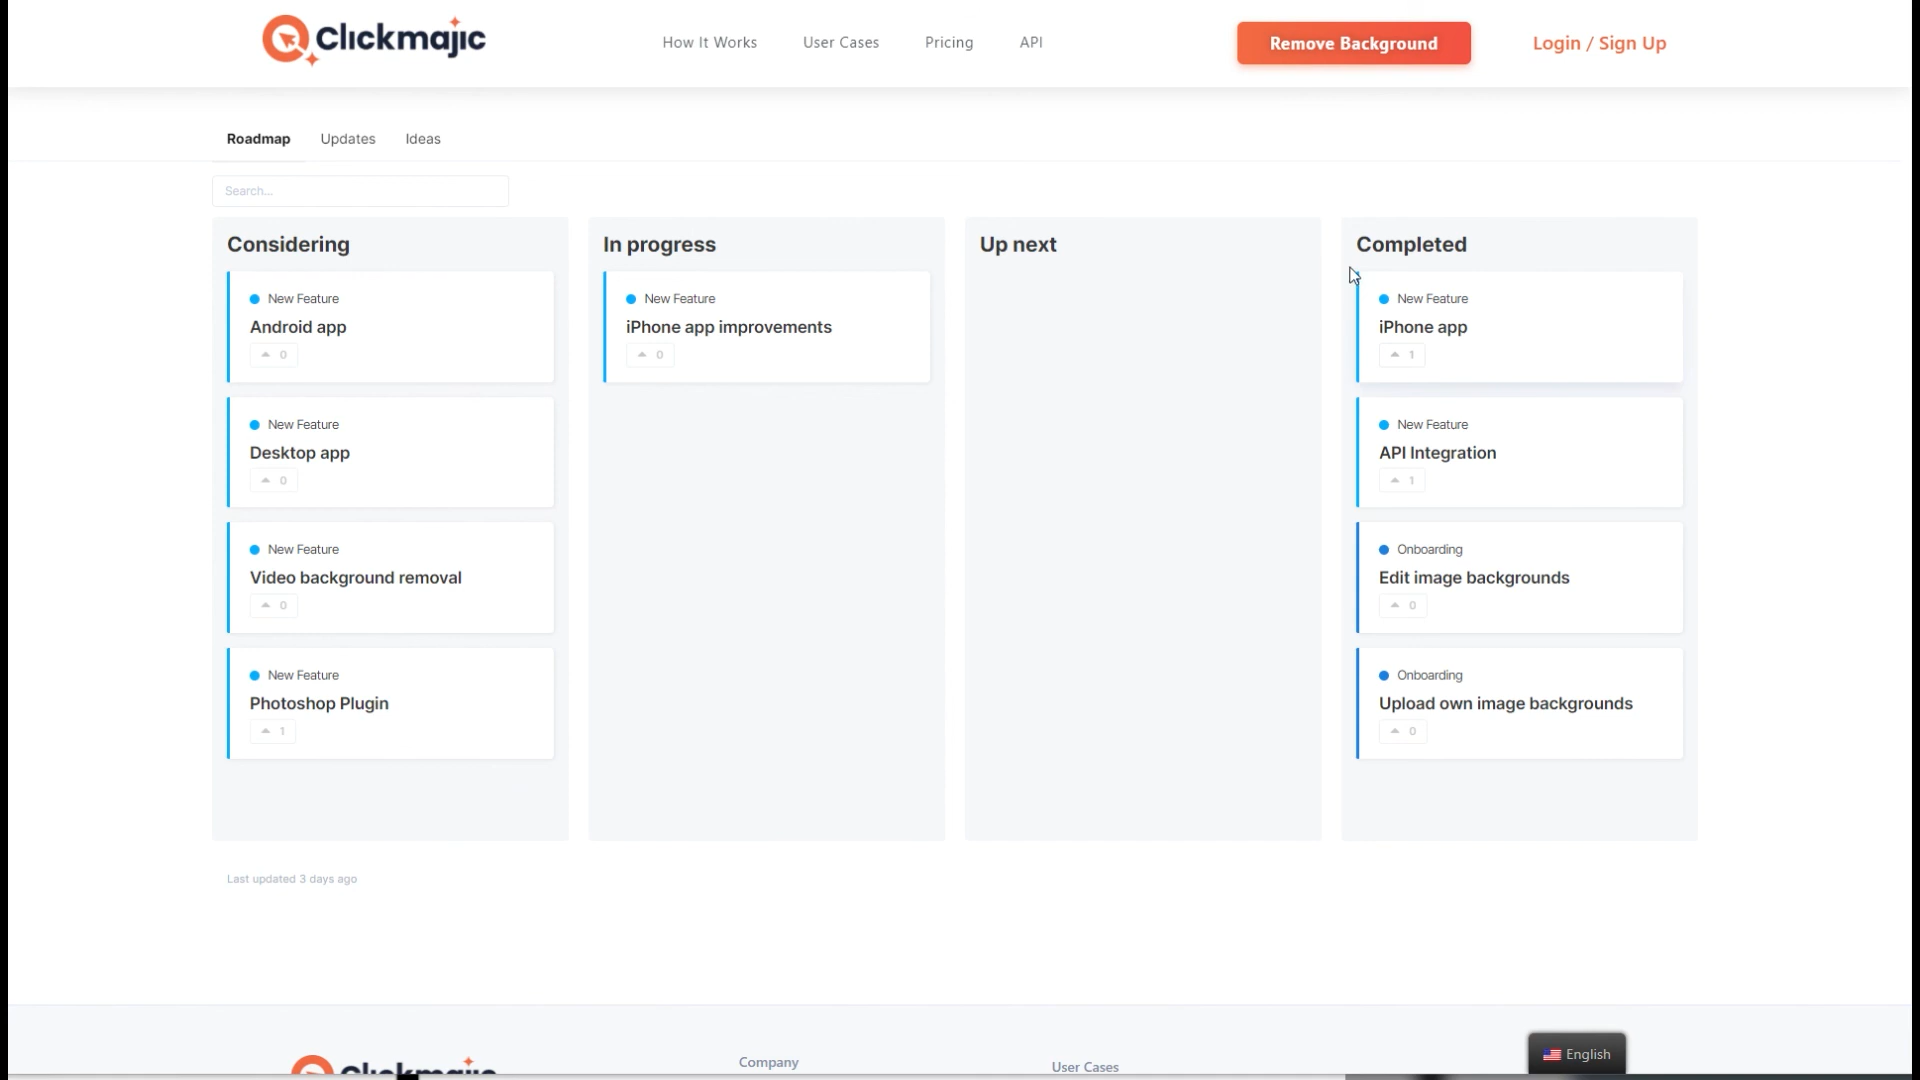 Clickmajic
How It Works
User Cases
Pricing
API
Remove Background
Login / Sign Up
Roadmap
Updates
Ideas
Search...
Considering
New Feature
Android app
0
New Feature
Desktop app
0
New Feature
Video background removal
0
New Feature
Photoshop Plugin
1
In progress
New Feature
iPhone app improvements
0
Up next
Completed
New Feature
iPhone app
1
New Feature
API Integration
1
Onboarding
Edit image backgrounds
0
Onboarding
Upload own image backgrounds
0
Last updated 3 days ago
Clickmajic
Company
User Cases
English